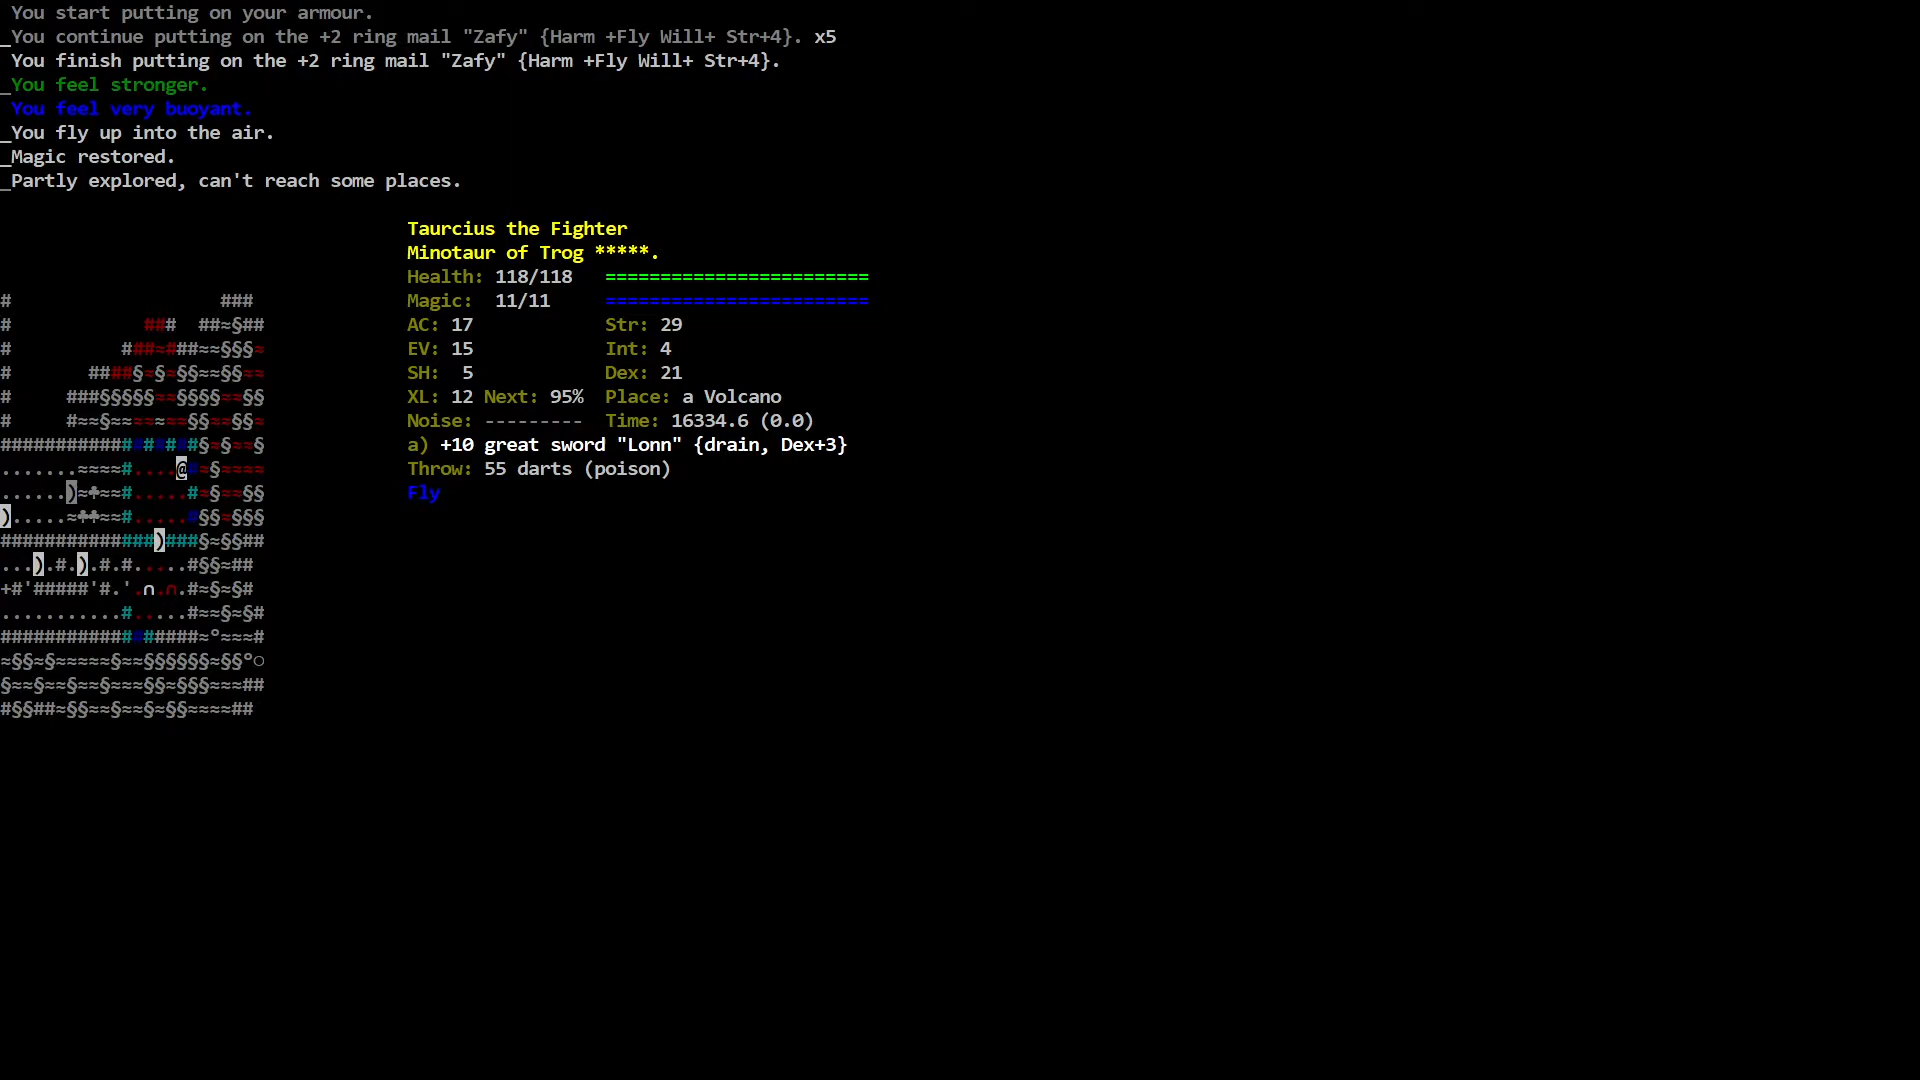 You start putting on your armour.
_You continue putting on the +2 ring mail "Zafy" {Harm +Fly Will+ Str+4}. x5
You finish putting on the +2 ring mail "Zafy" {Harm +Fly Will+ Str+4}.
_You feel stronger.
You feel very buoyant.
_You fly up into the air.
_Magic restored.
_Partly explored, can't reach some places.
Taurcius the Fighter
Minotaur of Trog *****.
Health: 118/118 ========================
Magic: 11/11 ========================
AC: 17 Str: 29
EV: 15 Int: 4
SH: 5 Dex: 21
XL: 12 Next: 95% Place: a Volcano
Noise: --------- Time: 16334.6 (0.0)
a) +10 great sword "Lonn" {drain, Dex+3}
Throw: 55 darts (poison)
Fly